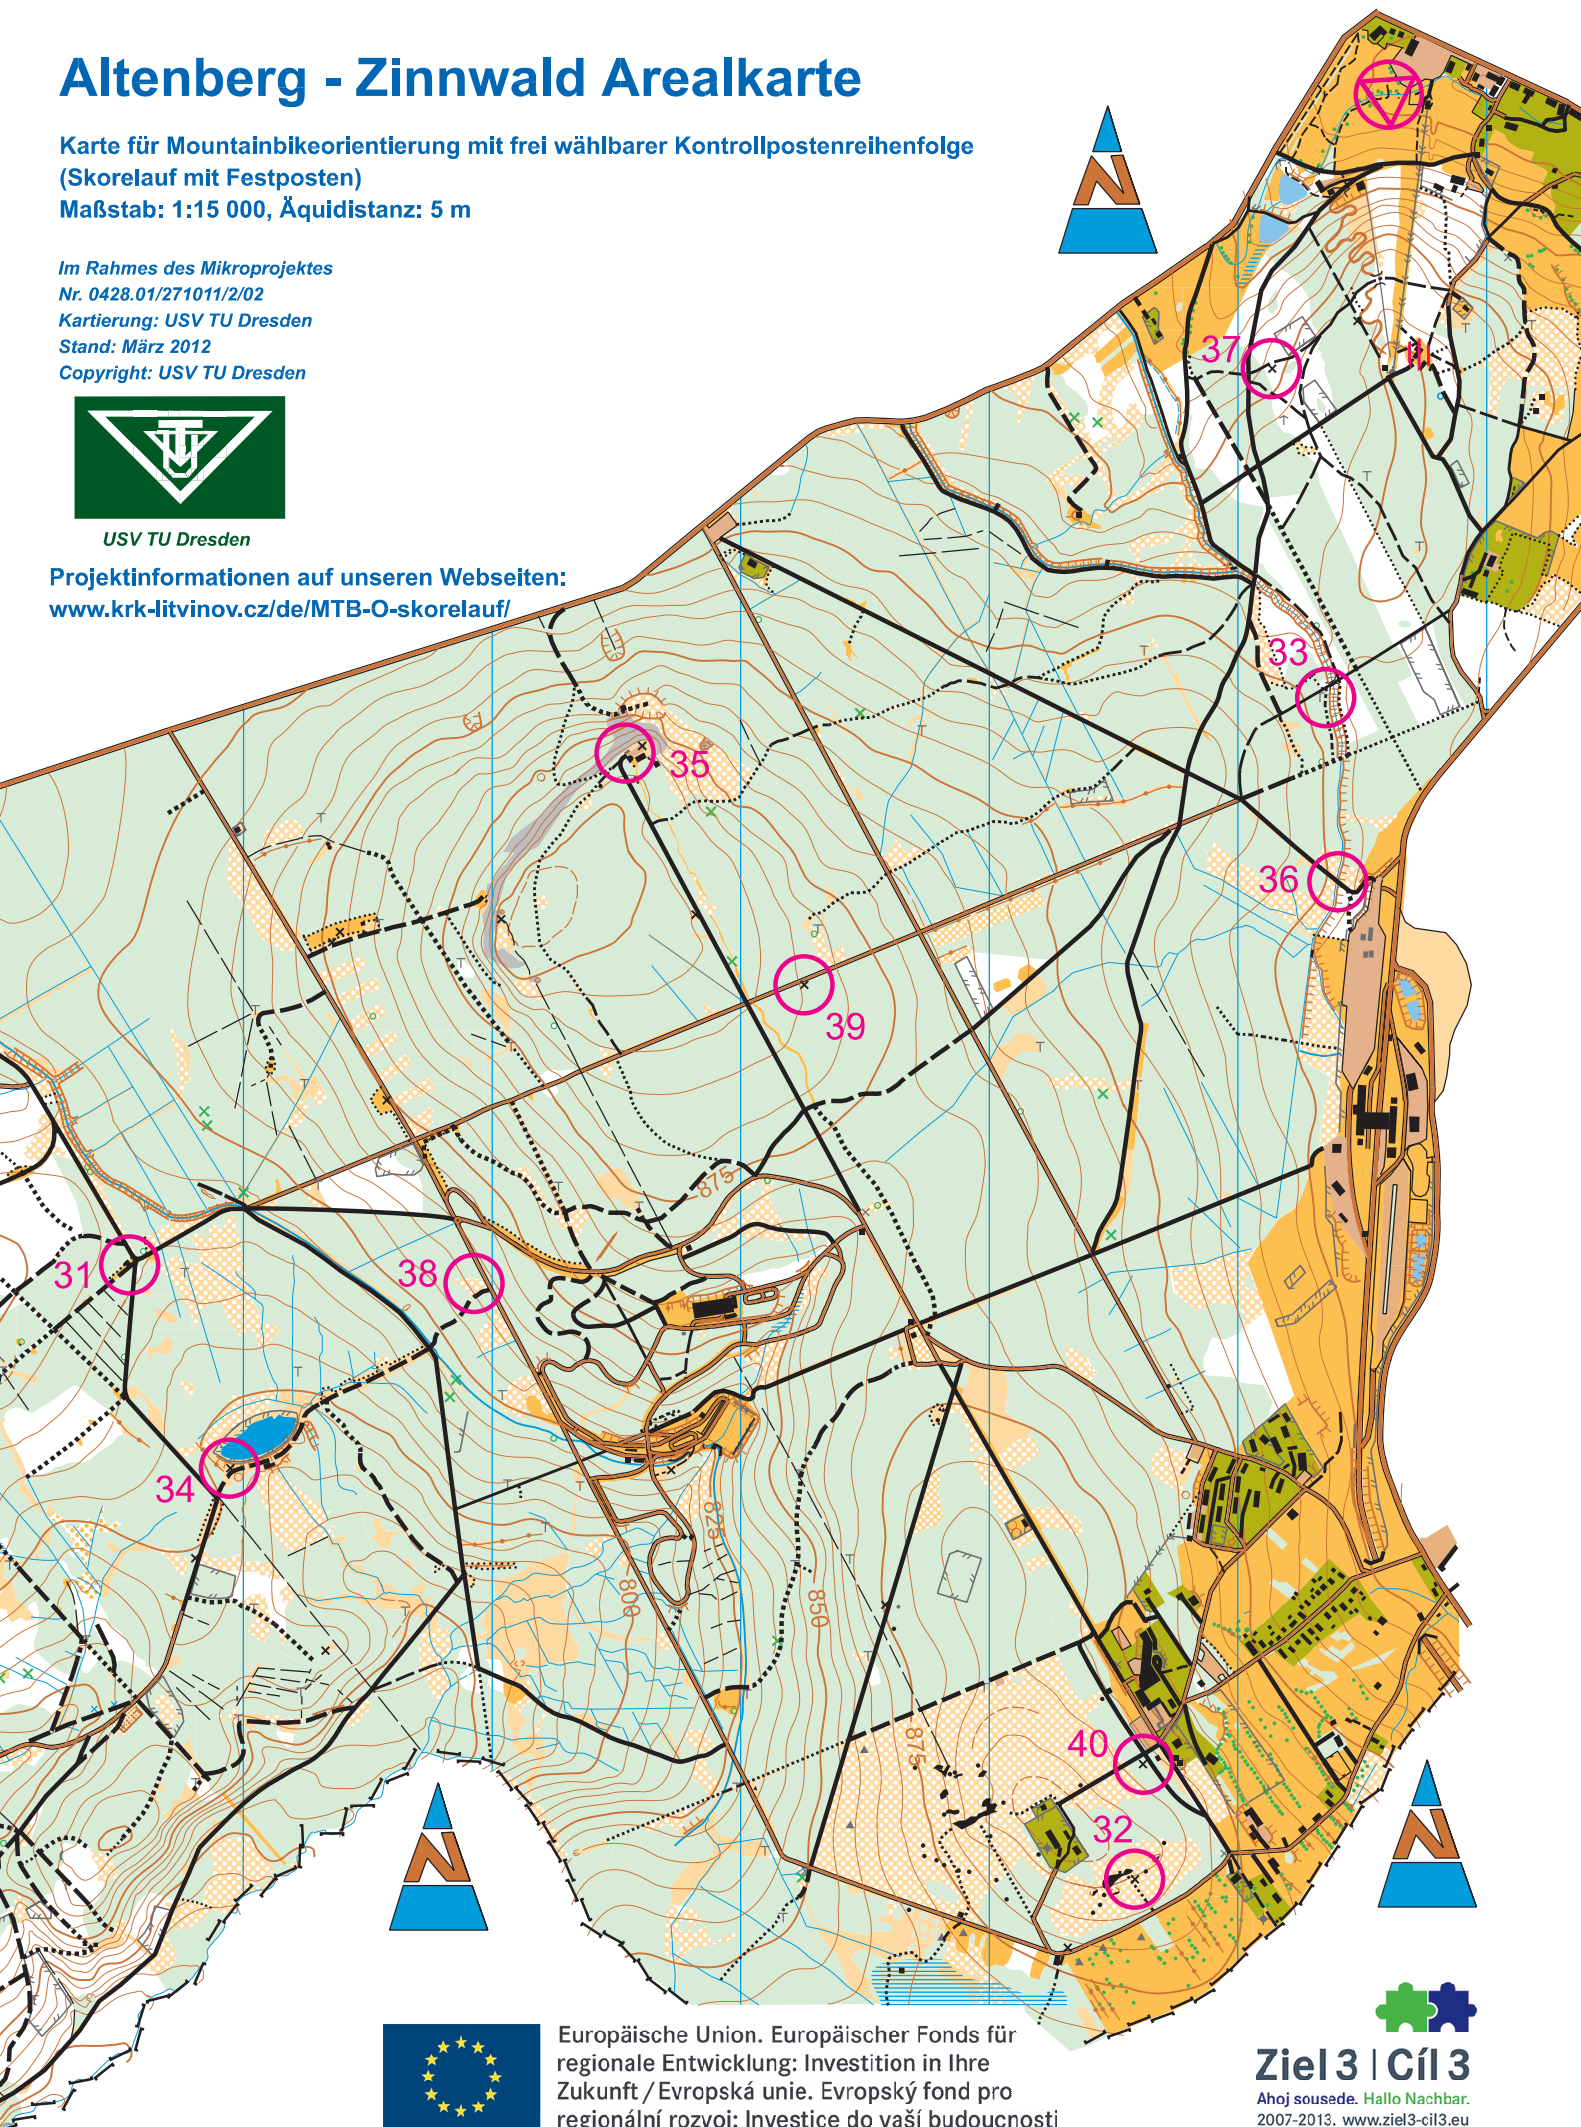 Altenberg - Zinnwald Arealkarte
Karte für Mountainbikeorientierung mit frei wählbarer Kontrollpostenreihenfolge
(Skorelauf mit Festposten)
Maßstab: 1:15 000, Äquidistanz: 5 m
Im Rahmes des Mikroprojektes
Nr. 0428.01/271011/2/02
Kartierung: USV TU Dresden
Stand: März 2012
Copyright: USV TU Dresden
USV TU Dresden
Projektinformationen auf unseren Webseiten:
www.krk-litvinov.cz/de/MTB-O-skorelauf/
N
37
33
35
36
39
875
31
38
34
825
800
850
40
875
32
N
N
Europäische Union. Europäischer Fonds für
regionale Entwicklung: Investition in Ihre
Zukunft / Evropská unie. Evropský fond pro
regionální rozvoj: Investice do vaší budoucnosti
Ziel 3 | Cíl 3
Ahoj sousede. Hallo Nachbar.
2007-2013. www.ziel3-cil3.eu